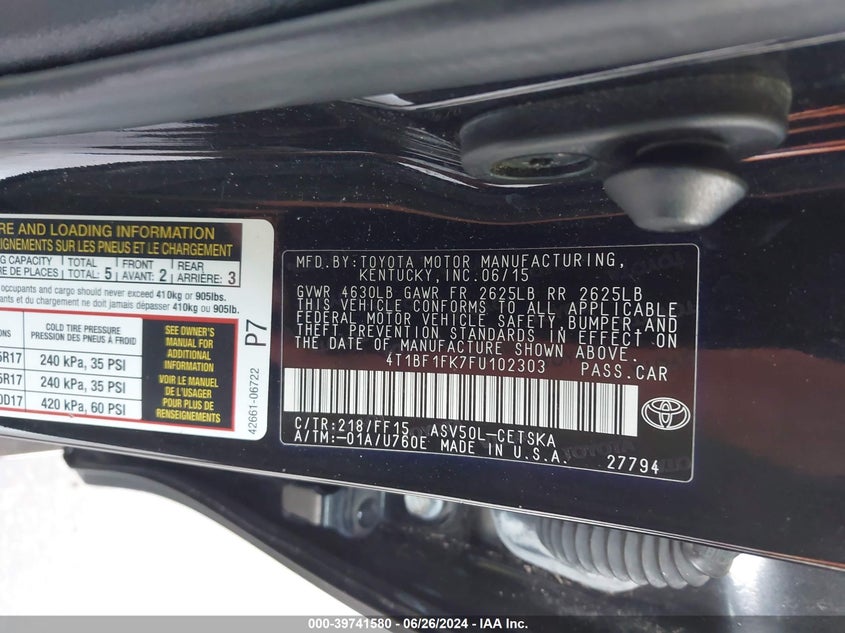 RE AND LOADING INFORMATION
SEIGNEMENTS SUR LES PNEUS ET LE CHARGEMENT
G CAPACITY TOTAL 5 FRONT 2 REAR 3
RE DE PLACES TOTAL AVANT: ARRIÈRE:
occupants and cargo should never exceed 410kg or 905lbs.
et du chargement ne doit jamais dépasser 410kg ou 905lb.
COLD TIRE PRESSURE
PRESSION DES PNEUS À FROID
5R17 240 kPa, 35 PSI
5R17 240 kPa, 35 PSI
0D17 420 kPa, 60 PSI
SEE OWNER'S
MANUAL FOR
ADDITIONAL
INFORMATION
VOIR LE MANUEL
DE L'USAGER
POUR PLUS DE
RENSEIGNEMENTS
P7
42661-06722
MFD.BY:TOYOTA MOTOR MANUFACTURING,
KENTUCKY, INC.06/15
GVWR 4630LB GAWR FR 2625LB RR 2625LB
THIS VEHICLE CONFORMS TO ALL APPLICABLE
FEDERAL MOTOR VEHICLE SAFETY, BUMPER, AND
THEFT PREVENTION STANDARDS IN EFFECT ON
THE DATE OF MANUFACTURE SHOWN ABOVE.
4T1BF1FK7FU102303 PASS.CAR
C/TR:218/FF15 ASV50L-CETSKA
A/TM:-01A/U760E MADE IN U.S.A. 27794
000-39741580 - 06/26/2024 - IAA Inc.